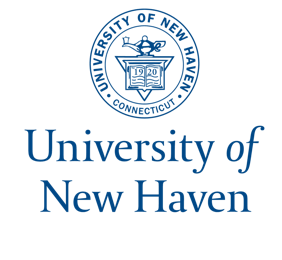 UNIVERSITY OF NEW HAVEN
1920
CONNECTICUT
University of
New Haven